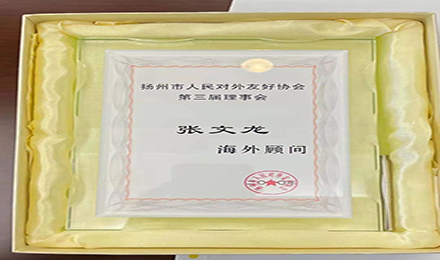 扬州市人民对外友好协会
第三届理事会
张文龙
海外顾问